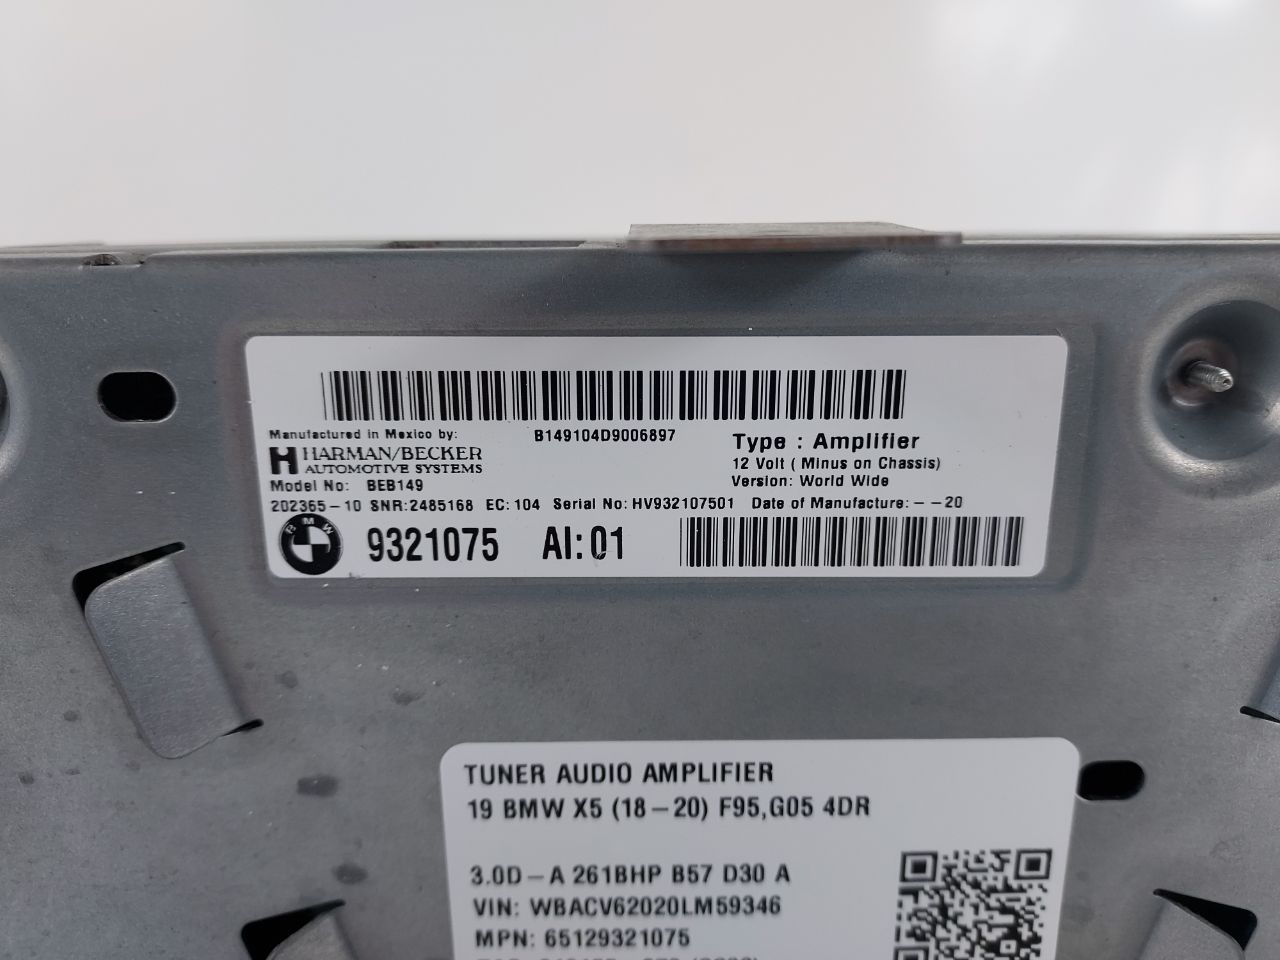 Manufactured in Mexico by:
B149104D9006897
HARMAN/BECKER
AUTOMOTIVE SYSTEMS
Type : Amplifier
12 Volt ( Minus on Chassis)
Version: World Wide
Model No: BEB149
202365-10 SNR:2485168 EC: 104 Serial No: HV932107501 Date of Manufacture: - -20
BMW
9321075 AI:01
TUNER AUDIO AMPLIFIER
19 BMW X5 (18-20) F95,G05 4DR
3.0D-A 261BHP B57 D30 A
VIN: WBACV62020LM59346
MPN: 65129321075